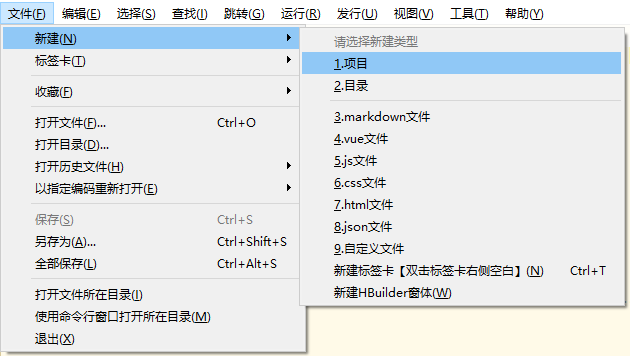 文件(F) 编辑(E) 选择(S) 查找(I) 跳转(G) 运行(R) 发行(U) 视图(V) 工具(T) 帮助(Y)
新建(N)
标签卡(T)
收藏(F)
打开文件(F)... Ctrl+O
打开目录(D)...
打开历史文件(H)
以指定编码重新打开(E)
保存(S) Ctrl+S
另存为(A)... Ctrl+Shift+S
全部保存(L) Ctrl+Alt+S
打开文件所在目录(I)
使用命令行窗口打开所在目录(M)
退出(X)
请选择新建类型
1.项目
2.目录
3.markdown文件
4.vue文件
5.js文件
6.css文件
7.html文件
8.json文件
9.自定义文件
新建标签卡【双击标签卡右侧空白】(N) Ctrl+T
新建HBuilder窗体(W)